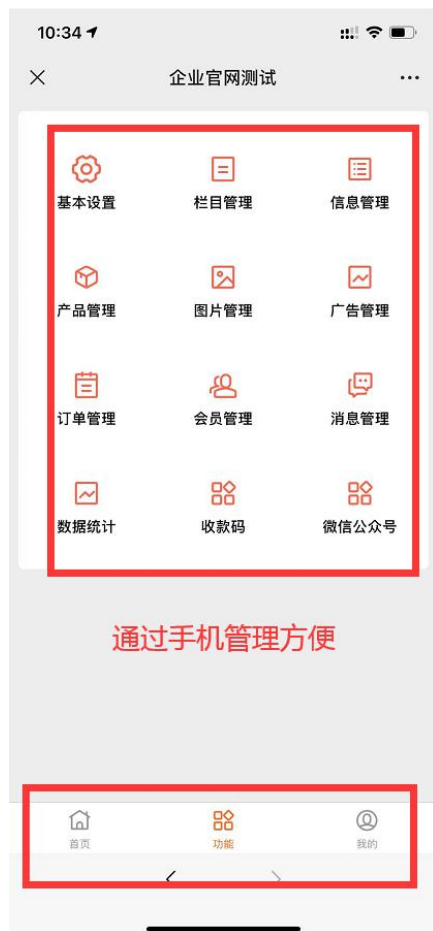 10:34
企业官网测试
基本设置 栏目管理 信息管理
产品管理 图片管理 广告管理
订单管理 会员管理 消息管理
数据统计 收款码 微信公众号
通过手机管理方便
首页 功能 我的